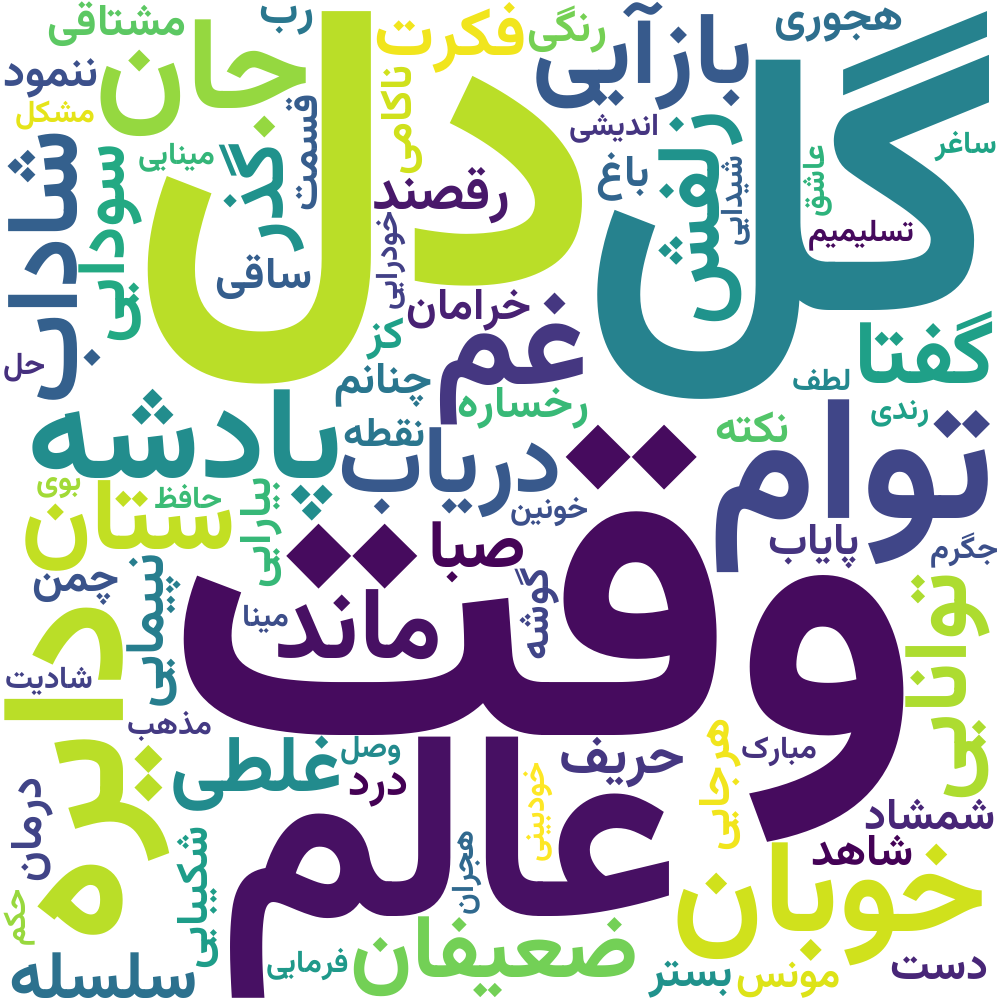 رب
مشتاقی
هجوری
فکرت
رنگی
بازآیی
جان
دل
گل
ننمود
ناکامی
مشکل
قسمت
اندیشی
زلفش
ساغر
شاداب
سودایی
مینایی
گذر
باغ
شیدایی
عاشق
رقصند
تسلیمیم
خودرایی
ساقی
خرامان
غم
کز
گفتا
حل
چنانم
لطف
رخساره
رندی
نکته
پادشه
نقطه
دریاب
توام
بوی
حافظ
بیارایی
ستان
خونین
صبا
پایاب
جگرم
چمن
نپیمایی
وقت
مینا
ماند
گوشه
توانایی
شادیت
دایره
مذهب
غلطی
وصل
درد
حریف
هرجایی
مبارک
عالم
خودبینی
درمان
شمشاد
شاهد
شکیبایی
هجران
خوبان
حکم
ضعیفان
فرمایی
سلسله
بستر
مونس
دست